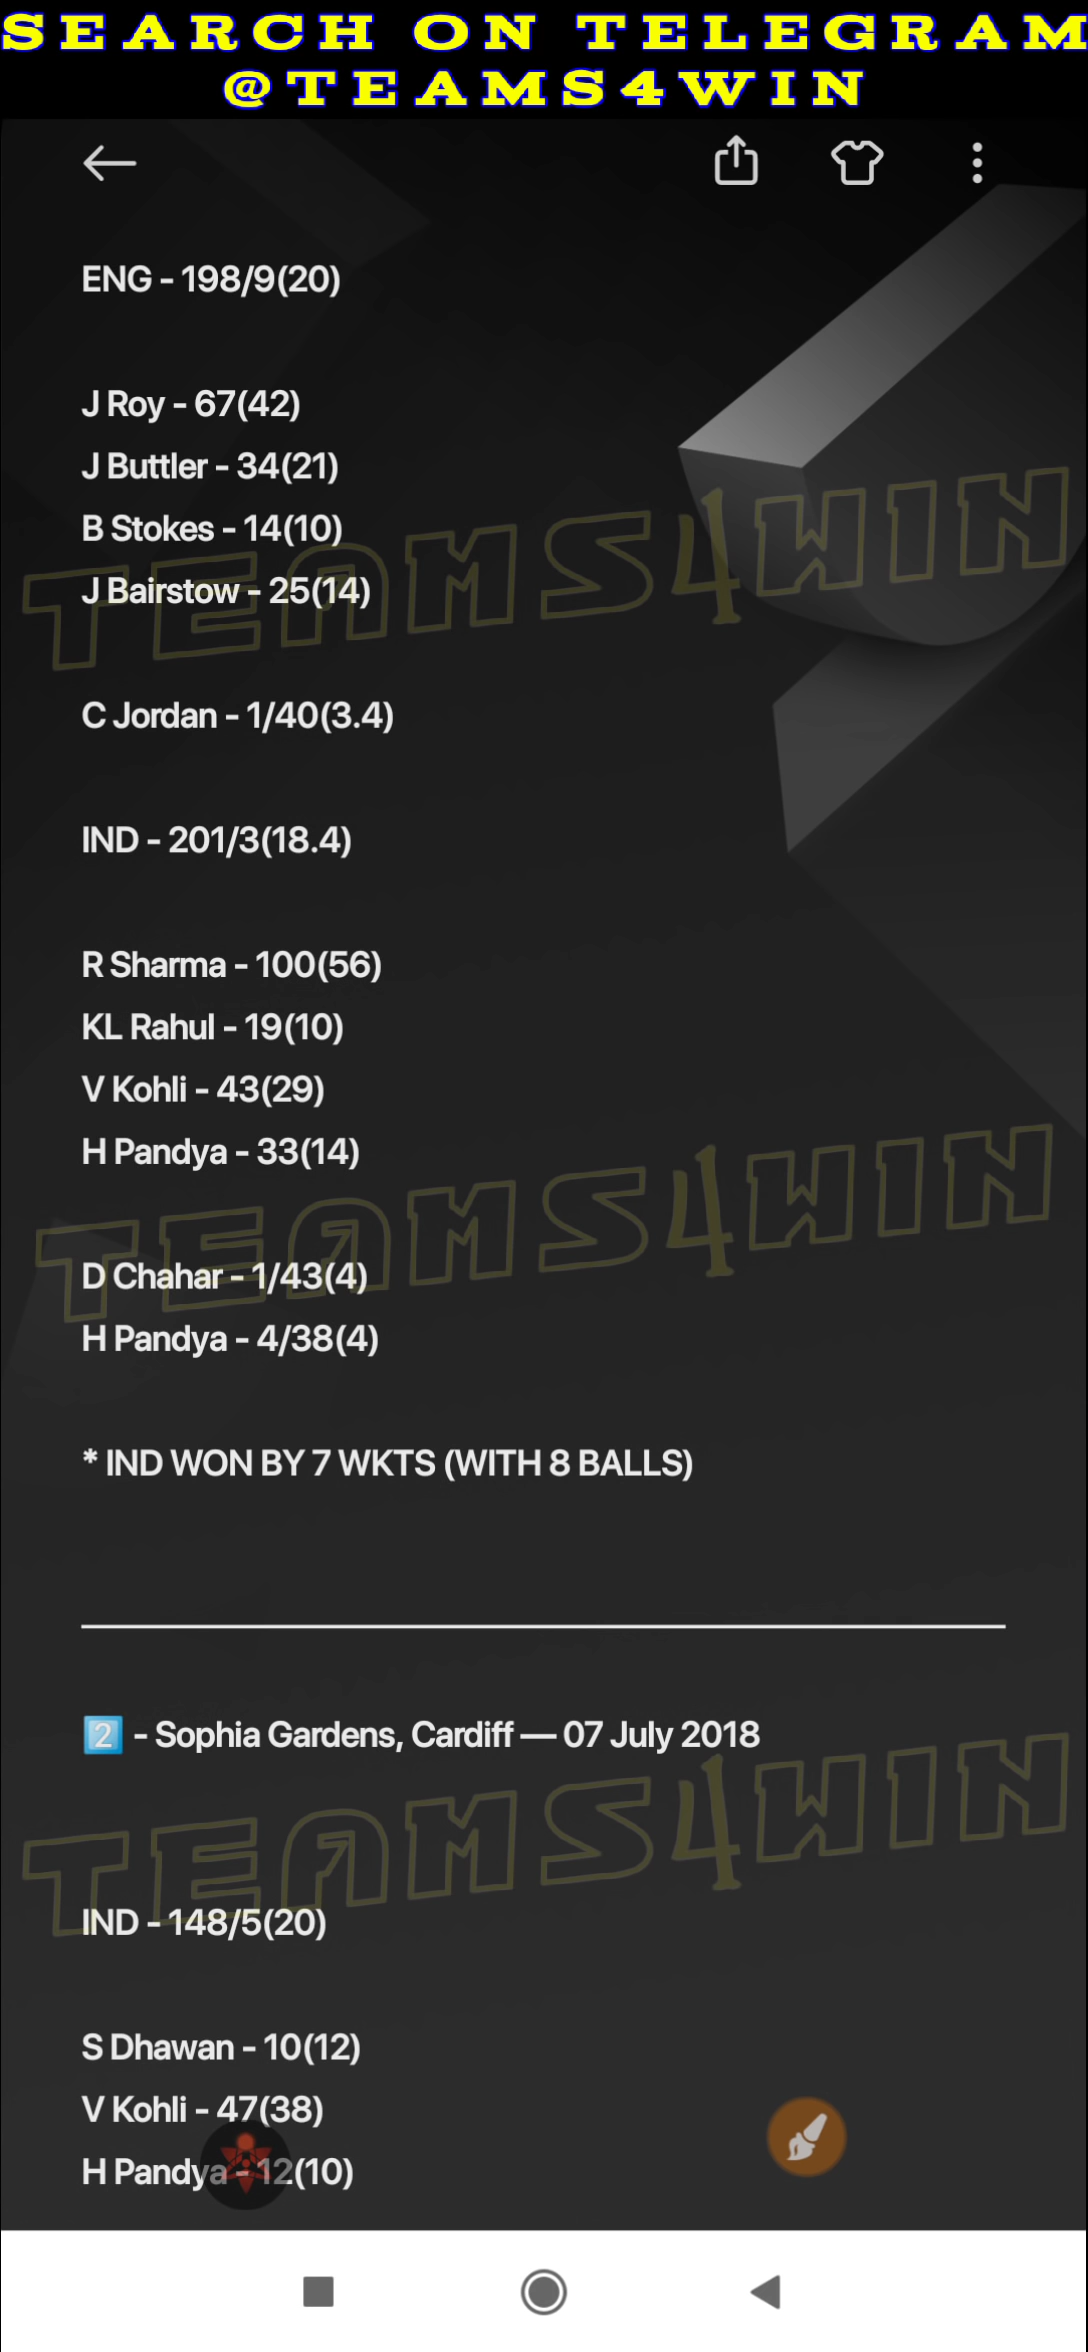 SEARCH ON TELEGRAM
@TEAMS4WIN
ENG - 198/9(20)
J Roy - 67(42)
J Buttler - 34(21)
B Stokes - 14(10)
J Bairstow - 25(14)
TEAMS4WIN
C Jordan - 1/40(3.4)
IND - 201/3(18.4)
R Sharma - 100(56)
KL Rahul - 19(10)
V Kohli - 43(29)
H Pandya - 33(14)
TEAMS4WIN
D Chahar - 1/43(4)
H Pandya - 4/38(4)
* IND WON BY 7 WKTS (WITH 8 BALLS)
2 - Sophia Gardens, Cardiff — 07 July 2018
TEAMS4WIN
IND - 148/5(20)
S Dhawan - 10(12)
V Kohli - 47(38)
H Pandya - 12(10)